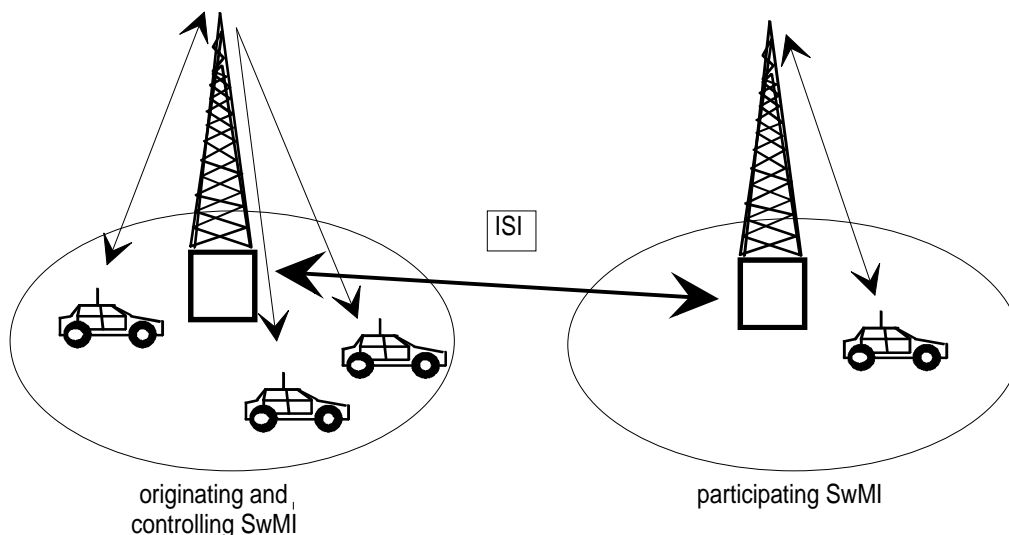 ISI
originating and
controlling SwMI
participating SwMI